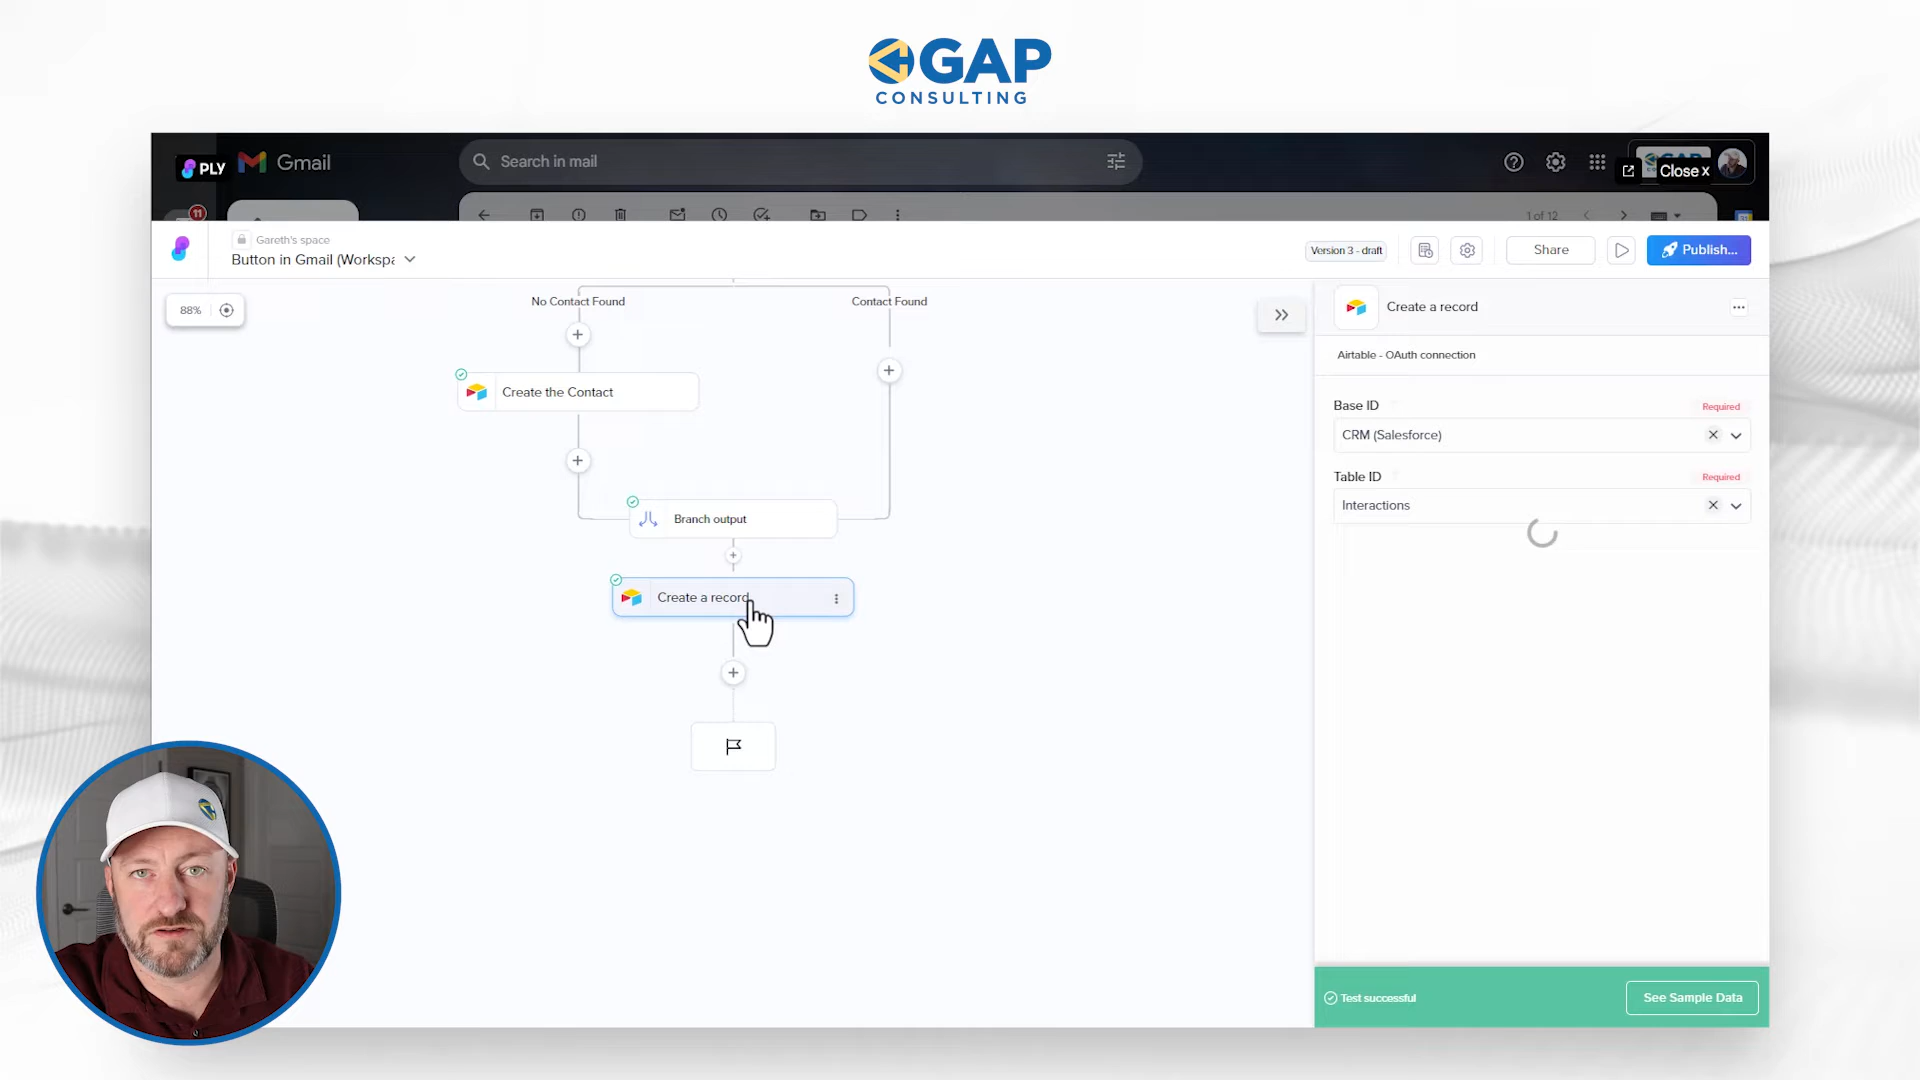 GAP
CONSULTING
PLY
Gmail
Search in mail
Close x
11
1 of 12
Gareth's space
Button in Gmail (Workspa
Version 3 - draft
Share
Publish...
88%
No Contact Found
Contact Found
Create a record
Airtable - OAuth connection
Create the Contact
Base ID
Required
CRM (Salesforce)
Table ID
Required
Interactions
Branch output
Create a record
Test successful
See Sample Data